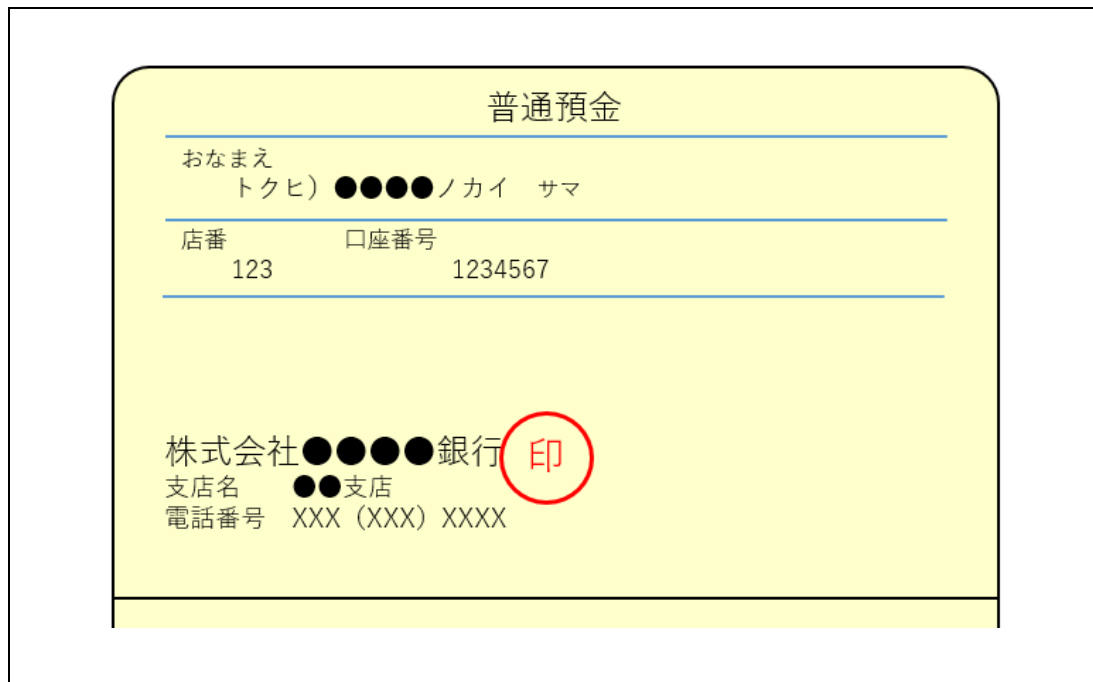 普通預金
おなまえ
トクヒ）●●●●ノカイ　サマ
店番　口座番号
123　1234567
株式会社●●●●銀行 印
支店名　●●支店
電話番号　XXX（XXX）XXXX